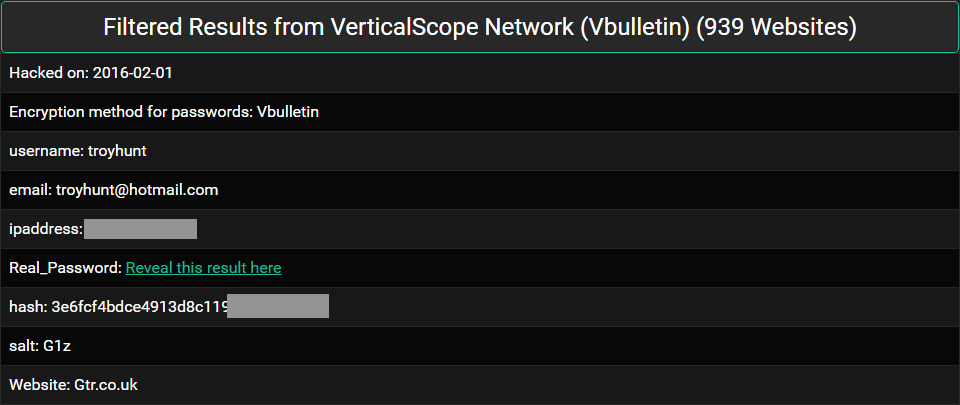 Filtered Results from VerticalScope Network (Vbulletin) (939 Websites)
Hacked on: 2016-02-01
Encryption method for passwords: Vbulletin
username: troyhunt
email: troyhunt@hotmail.com
ipaddress:
Real_Password: Reveal this result here
hash: 3e6fcf4bdce4913d8c119
salt: G1z
Website: Gtr.co.uk